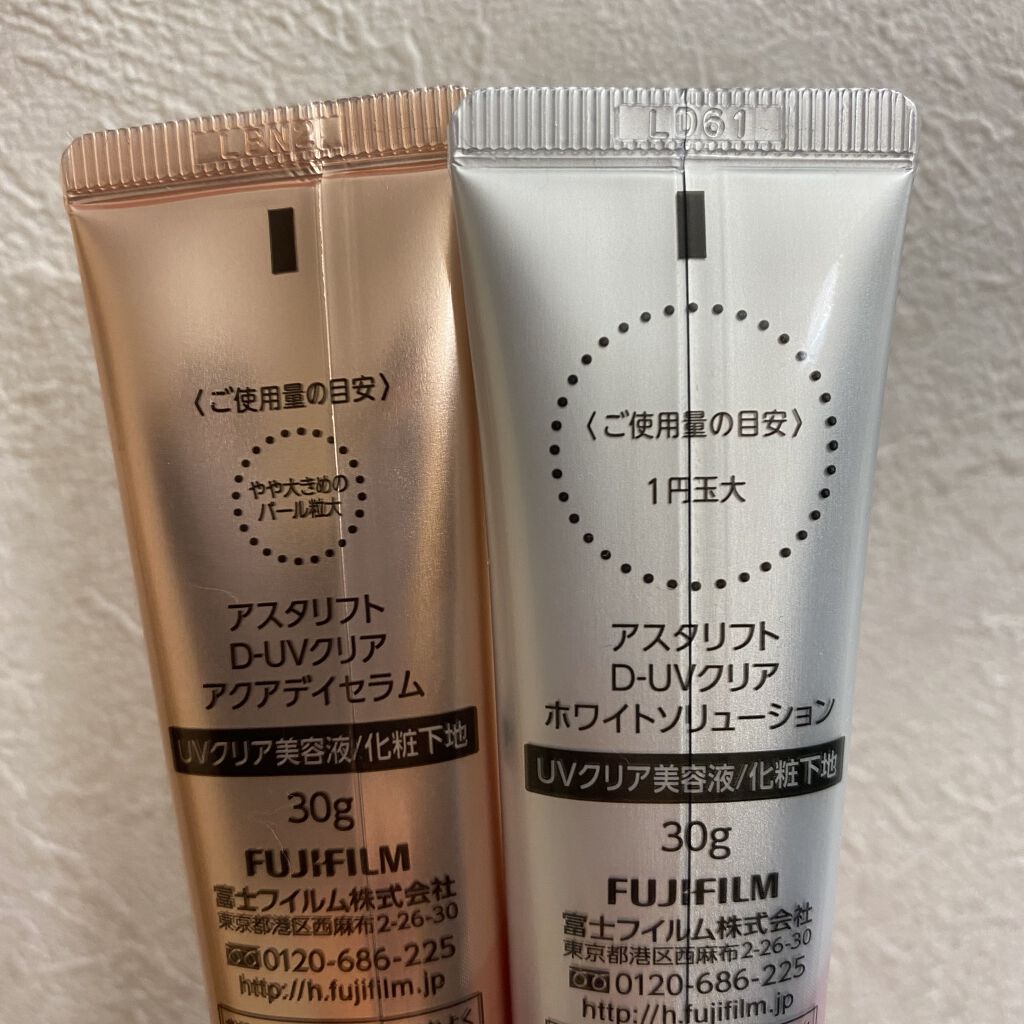 〈ご使用量の目安〉
やや大きめの
パール粒大
アスタリフト
D-UVクリア
アクアデイセラム
UVクリア美容液/化粧下地
30g
FUJIFILM
富士フイルム株式会社
東京都港区西麻布2-26-30
0120-686-225
http://h.fujifilm.jp
LD61
〈ご使用量の目安〉
1円玉大
アスタリフト
D-UVクリア
ホワイトソリューション
UVクリア美容液/化粧下地
30g
FUJIFILM
富士フイルム株式会社
東京都港区西麻布2-26-30
0120-686-225
http://h.fujifilm.jp